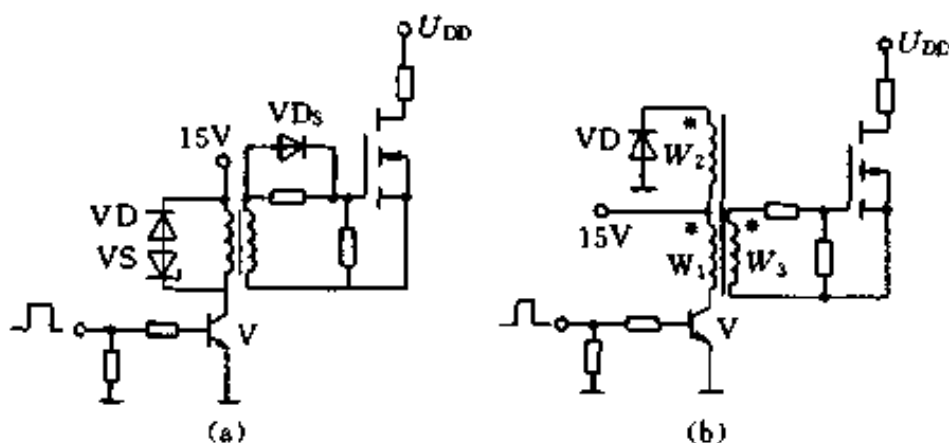 U_DD
VD_S
15V
VD
VS
V
(a)
U_DD
*
VD
W_2
15V
*
*
W_1
W_3
V
(b)